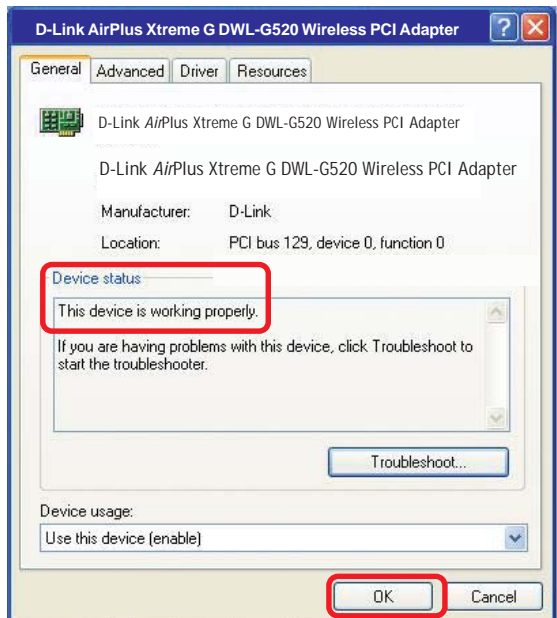 D-Link AirPlus Xtreme G DWL-G520 Wireless PCI Adapter
General Advanced Driver Resources
D-Link AirPlus Xtreme G DWL-G520 Wireless PCI Adapter
D-Link AirPlus Xtreme G DWL-G520 Wireless PCI Adapter
Manufacturer: D-Link
Location: PCI bus 129, device 0, function 0
Device status
This device is working properly.
If you are having problems with this device, click Troubleshoot to
start the troubleshooter.
Troubleshoot...
Device usage:
Use this device (enable)
OK Cancel